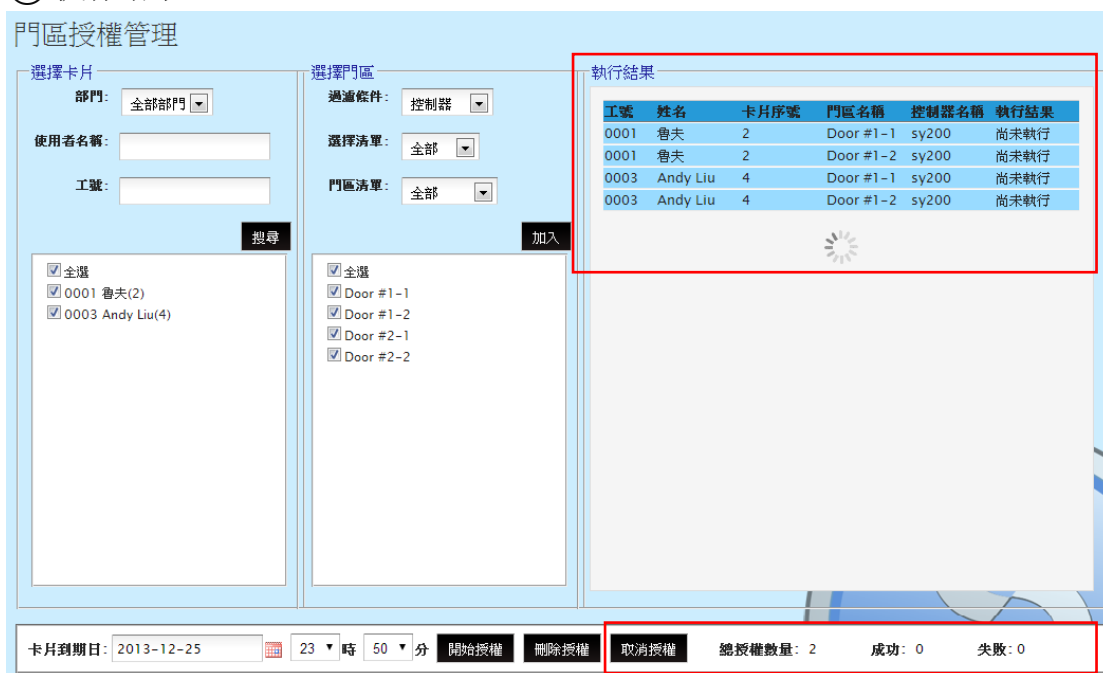 門區授權管理
選擇卡片
部門: 全部部門
使用者名稱:
工號:
搜尋
全選
0001 魯夫(2)
0003 Andy Liu(4)
選擇門區
過濾條件: 控制器
選擇清單: 全部
門區清單: 全部
加入
全選
Door #1-1
Door #1-2
Door #2-1
Door #2-2
執行結果
工號 姓名 卡片序號 門區名稱 控制器名稱 執行結果
0001 魯夫 2 Door #1-1 sy200 尚未執行
0001 魯夫 2 Door #1-2 sy200 尚未執行
0003 Andy Liu 4 Door #1-1 sy200 尚未執行
0003 Andy Liu 4 Door #1-2 sy200 尚未執行
卡片到期日: 2013-12-25 23 時 50 分 開始授權 刪除授權 取消授權 總授權數量: 2 成功: 0 失敗: 0